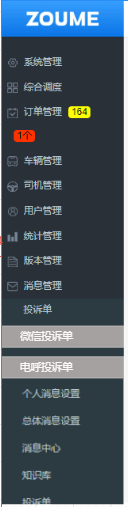 ZOUME
系统管理
综合调度
订单管理 164
1个
车辆管理
司机管理
用户管理
统计管理
版本管理
消息管理
投诉单
微信投诉单
电呼投诉单
个人消息设置
总体消息设置
消息中心
知识库
投诉单